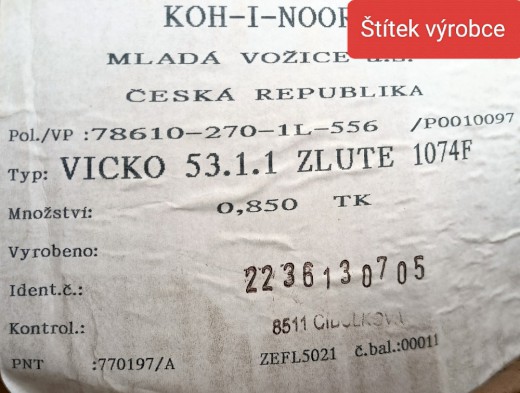 KOH-I-NOOR
Štítek výrobce
MLADÁ VOŽICE a.s.
ČESKÁ REPUBLIKA
Pol./VP :78610-270-1L-556 /P0010097
Typ: VICKO 53.1.1 ZLUTE 1074F
Množství: 0,850 TK
Vyrobeno:
Ident.č.: 2236130705
Kontrol.: 8511 CIBULKOVA
PNT :770197/A ZEFL5021 č.bal.:00011